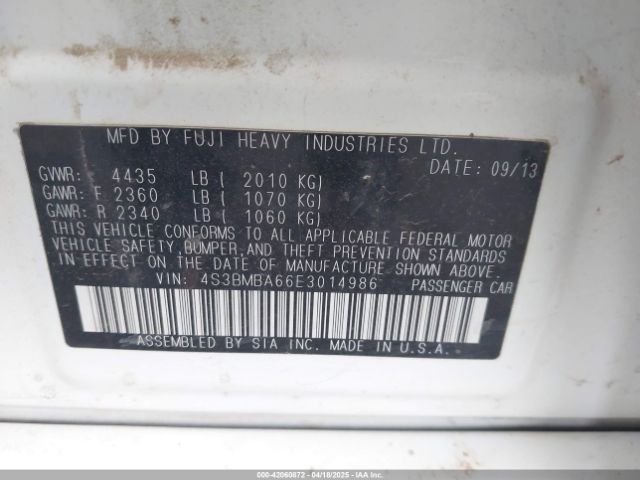 MFD BY FUJI HEAVY INDUSTRIES LTD.
DATE: 09/13
GVWR: 4435 LB ( 2010 KG)
GAWR: F 2360 LB ( 1070 KG)
GAWR: R 2340 LB ( 1060 KG)
THIS VEHICLE CONFORMS TO ALL APPLICABLE FEDERAL MOTOR
VEHICLE SAFETY, BUMPER, AND THEFT PREVENTION STANDARDS
IN EFFECT ON THE DATE OF MANUFACTURE SHOWN ABOVE.
VIN: 4S3BMBA66E3014986 PASSENGER CAR
ASSEMBLED BY SIA INC. MADE IN U.S.A.
000-42060872 - 04/18/2025 - IAAI.COM